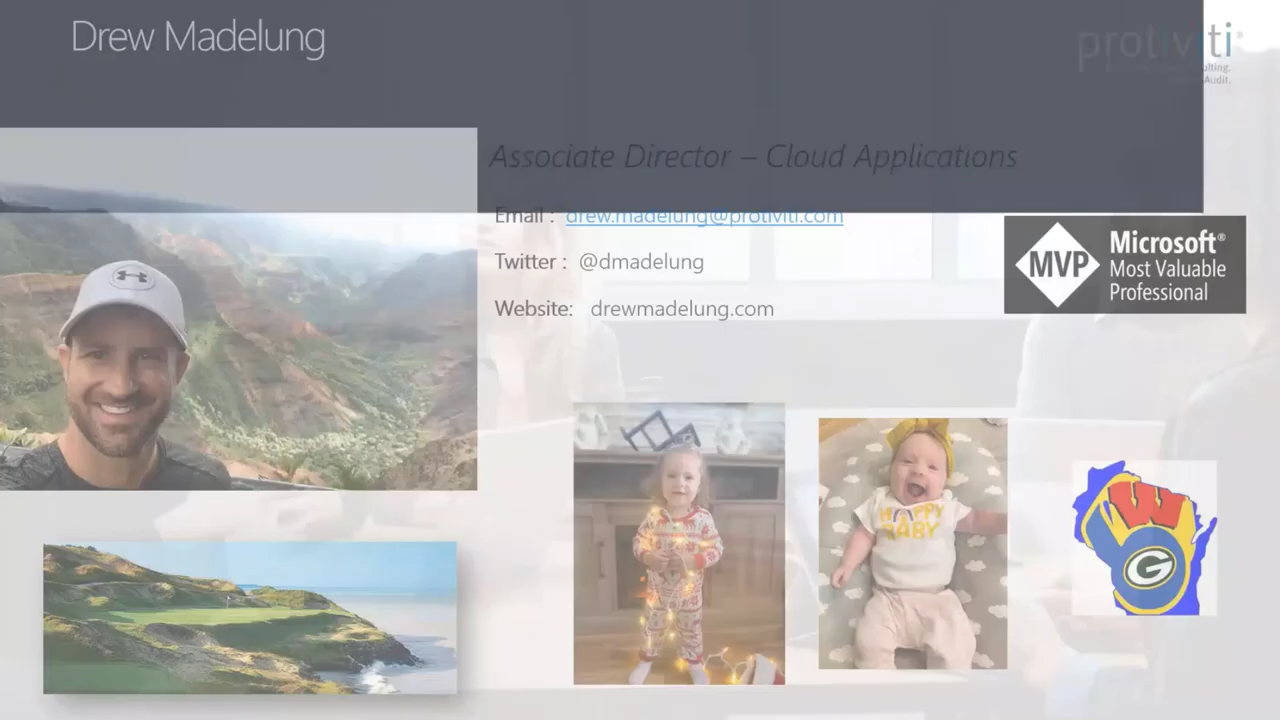 Drew Madelung
protiviti
Associate Director – Cloud Applications
Email : drew.madelung@protiviti.com
Twitter : @dmadelung
Website: drewmadelung.com
MVP
Microsoft®
Most Valuable
Professional
HAPPY
BABY
W
G